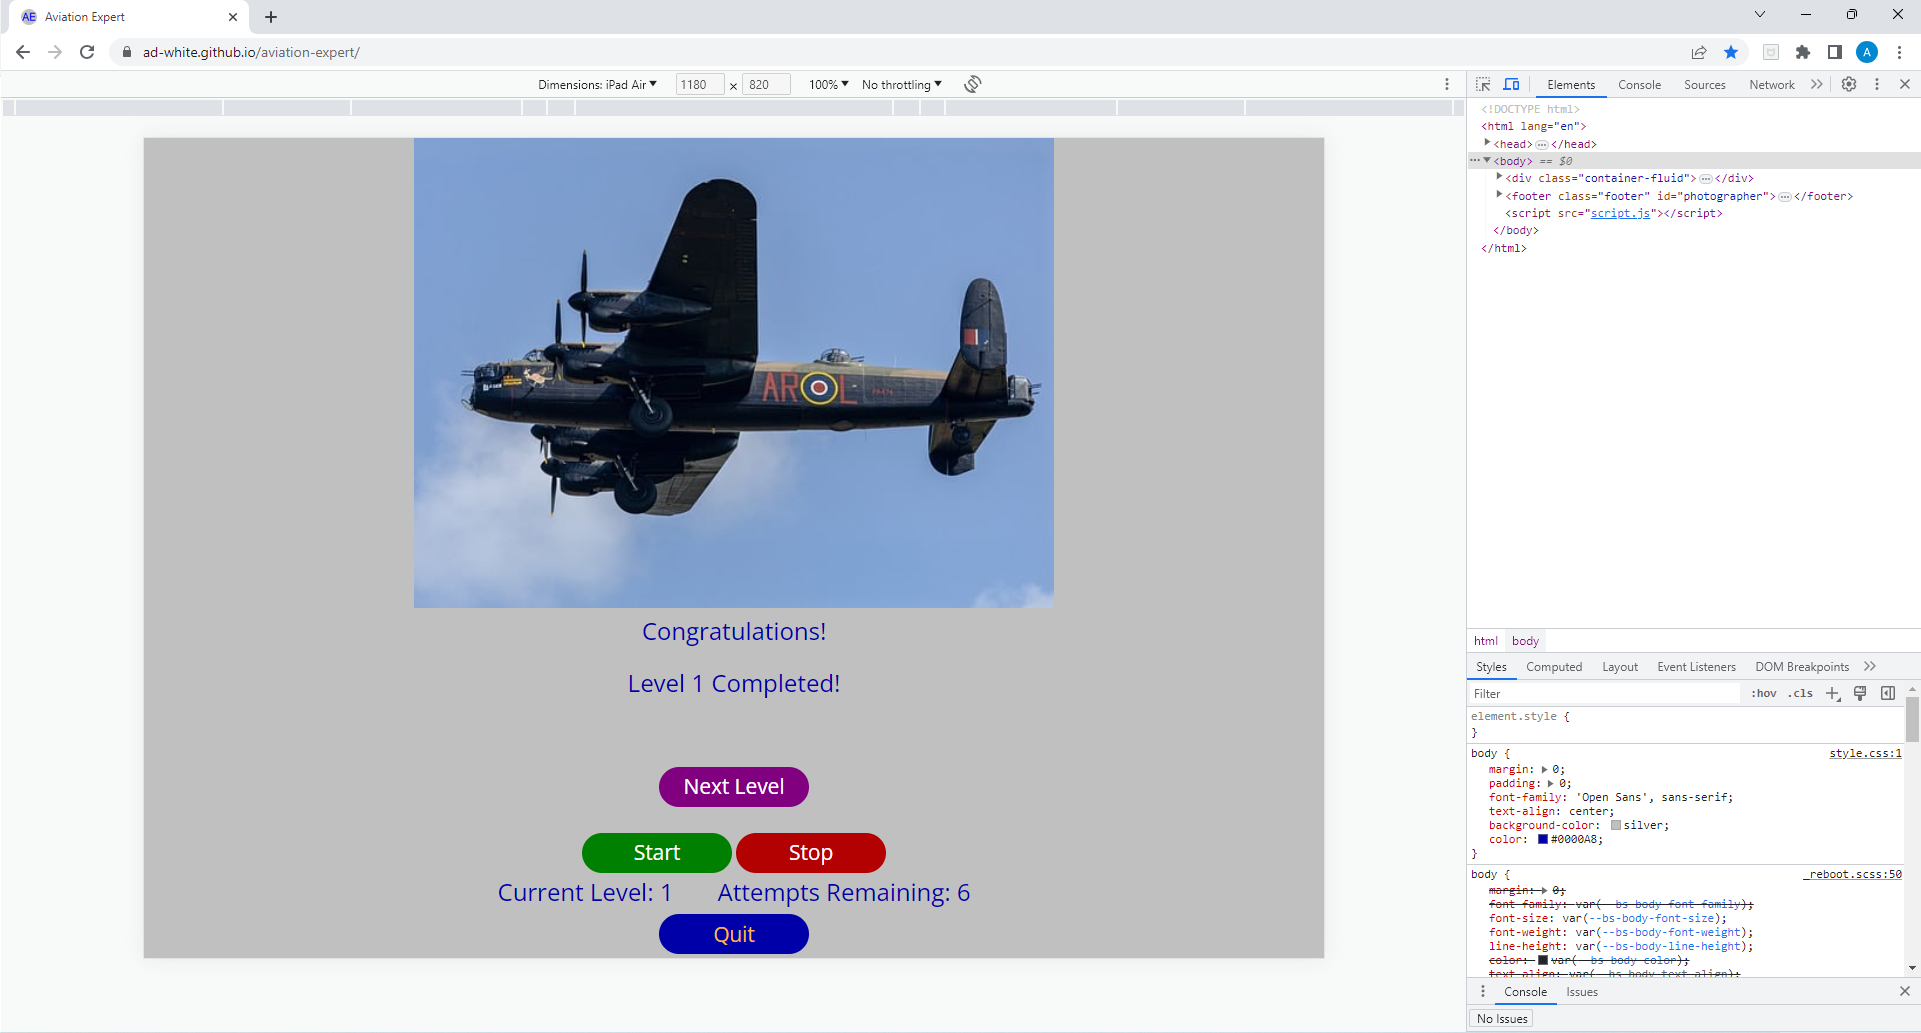 AE Aviation Expert
ad-white.github.io/aviation-expert/
A
Dimensions: iPad Air 1180 x 820 100% No throttling
AR L
Congratulations!
Level 1 Completed!
Next Level
Start Stop
Current Level: 1 Attempts Remaining: 6
Quit
Elements Console Sources Network
<!DOCTYPE html>
<html lang="en">
<head> … </head>
… <body> == $0
<div class="container-fluid"> … </div>
<footer class="footer" id="photographer"> … </footer>
<script src="script.js"></script>
</body>
</html>
html body
Styles Computed Layout Event Listeners DOM Breakpoints
Filter :hov .cls
element.style {
}
body { style.css:1
margin: 0;
padding: 0;
font-family: 'Open Sans', sans-serif;
text-align: center;
background-color: silver;
color: #0000A8;
}
body { _reboot.scss:50
margin: 0;
font-family: var(--bs-body-font-family);
font-size: var(--bs-body-font-size);
font-weight: var(--bs-body-font-weight);
line-height: var(--bs-body-line-height);
color: var(--bs-body-color);
text-align: var(--bs-body-text-align);
Console Issues
No Issues